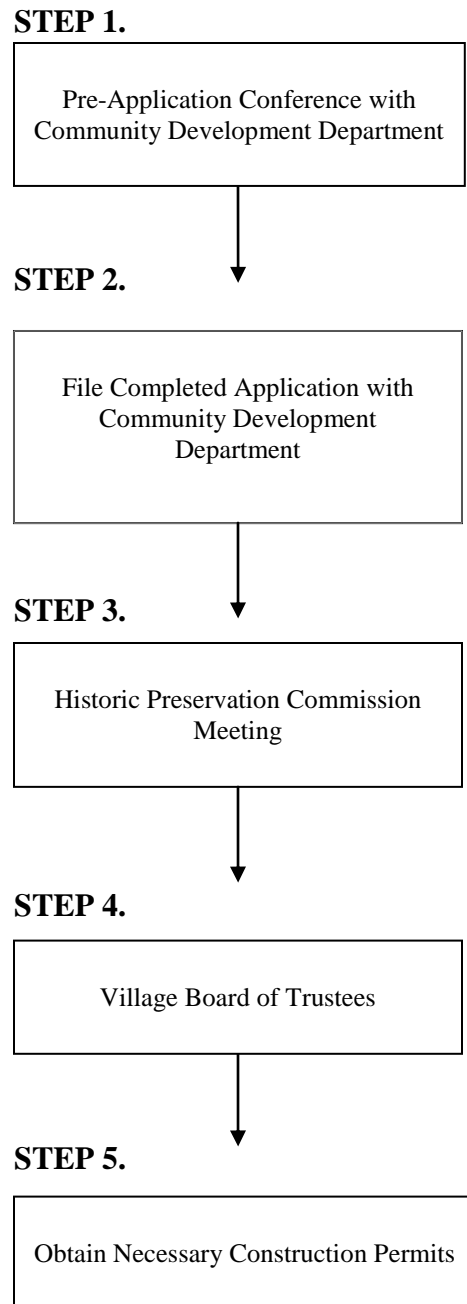 STEP 1.
Pre-Application Conference with
Community Development Department
STEP 2.
File Completed Application with
Community Development
Department
STEP 3.
Historic Preservation Commission
Meeting
STEP 4.
Village Board of Trustees
STEP 5.
Obtain Necessary Construction Permits